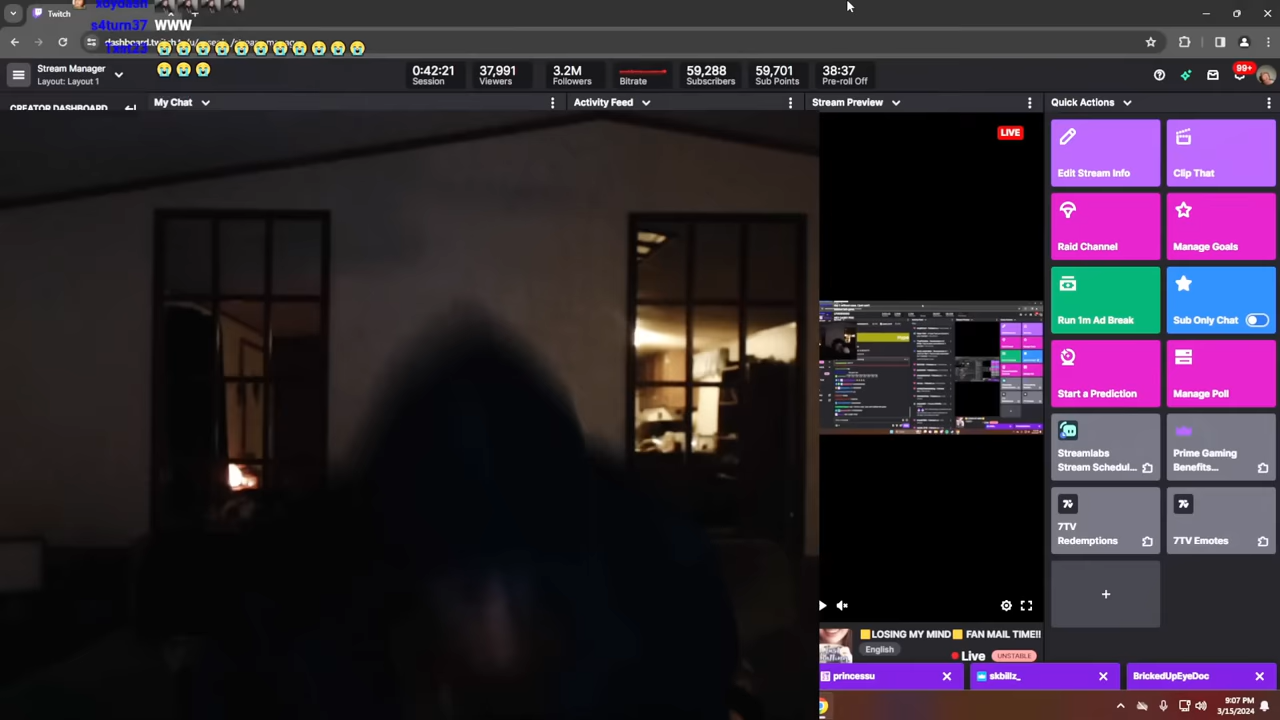 xdydash
Twitch
s4turn37 WWW
Stream Manager
Layout: Layout 1
0:42:21
Session
37,991
Viewers
3.2M
Followers
Bitrate
59,288
Subscribers
59,701
Sub Points
38:37
Pre-roll Off
99+
CREATOR DASHBOARD
My Chat
Activity Feed
Stream Preview
Quick Actions
LIVE
Edit Stream Info
Clip That
Raid Channel
Manage Goals
Run 1m Ad Break
Sub Only Chat
Start a Prediction
Manage Poll
Streamlabs
Stream Schedul...
Prime Gaming
Benefits...
7TV
Redemptions
7TV Emotes
+
LOSING MY MIND FAN MAIL TIME!!
English
Live UNSTABLE
princessu
skbillz_
BrickedUpEyeDoc
9:07 PM
3/15/2024